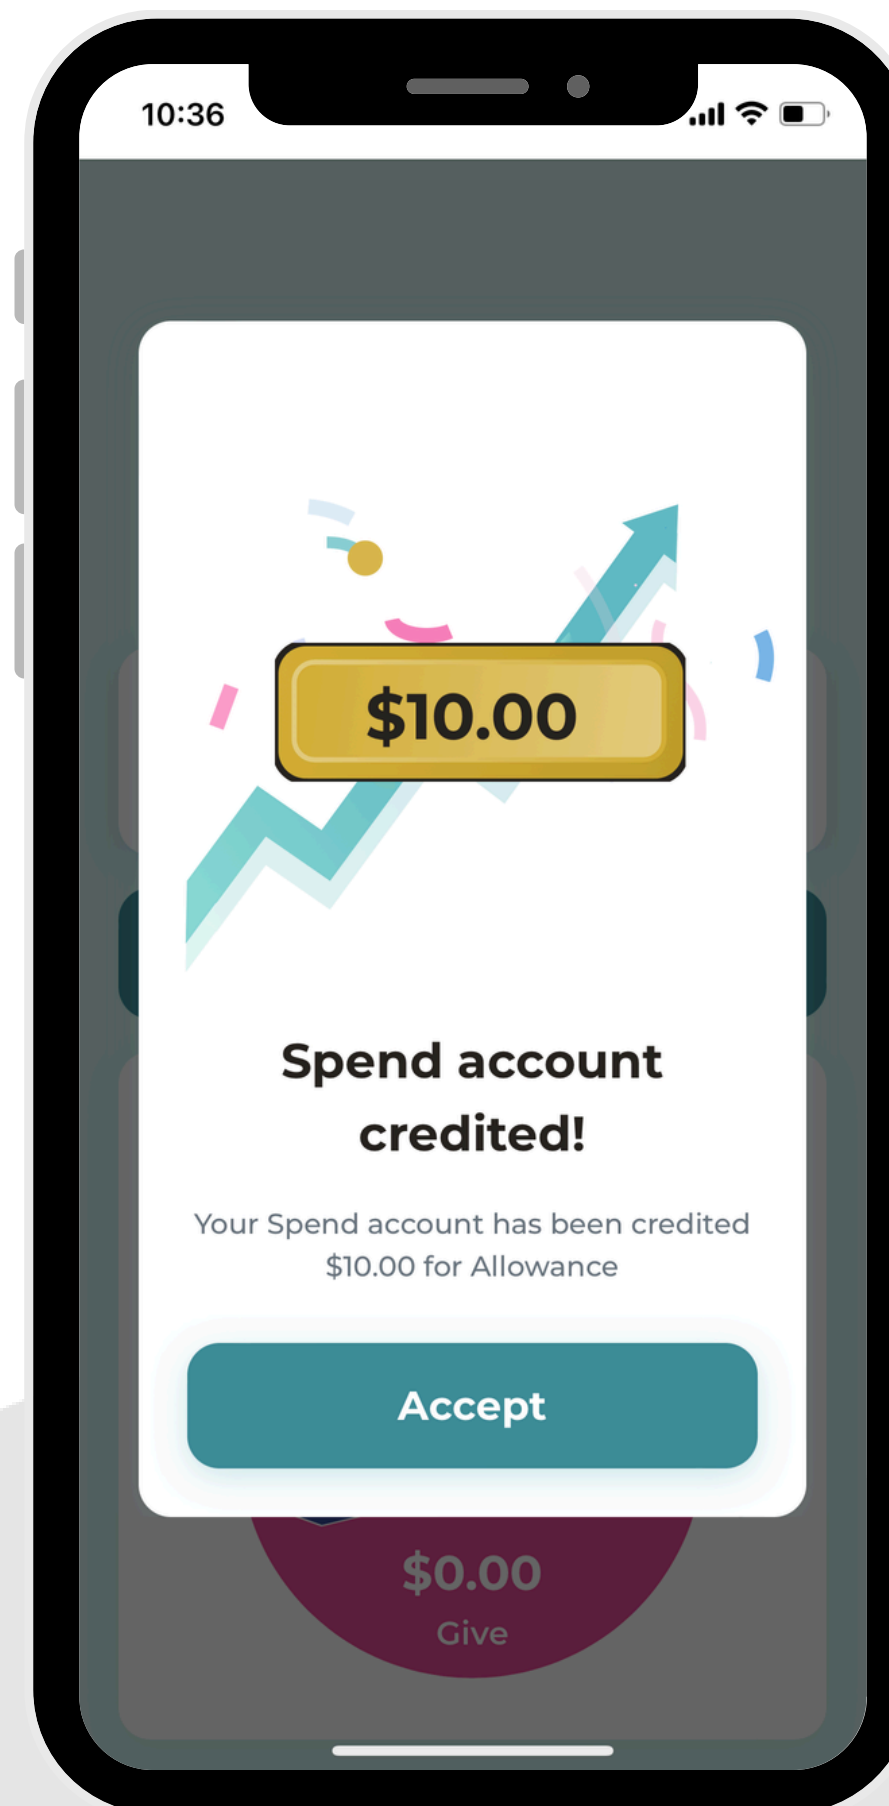 10:36
$10.00
Spend account
credited!
Your Spend account has been credited
$10.00 for Allowance
Accept
$0.00
Give